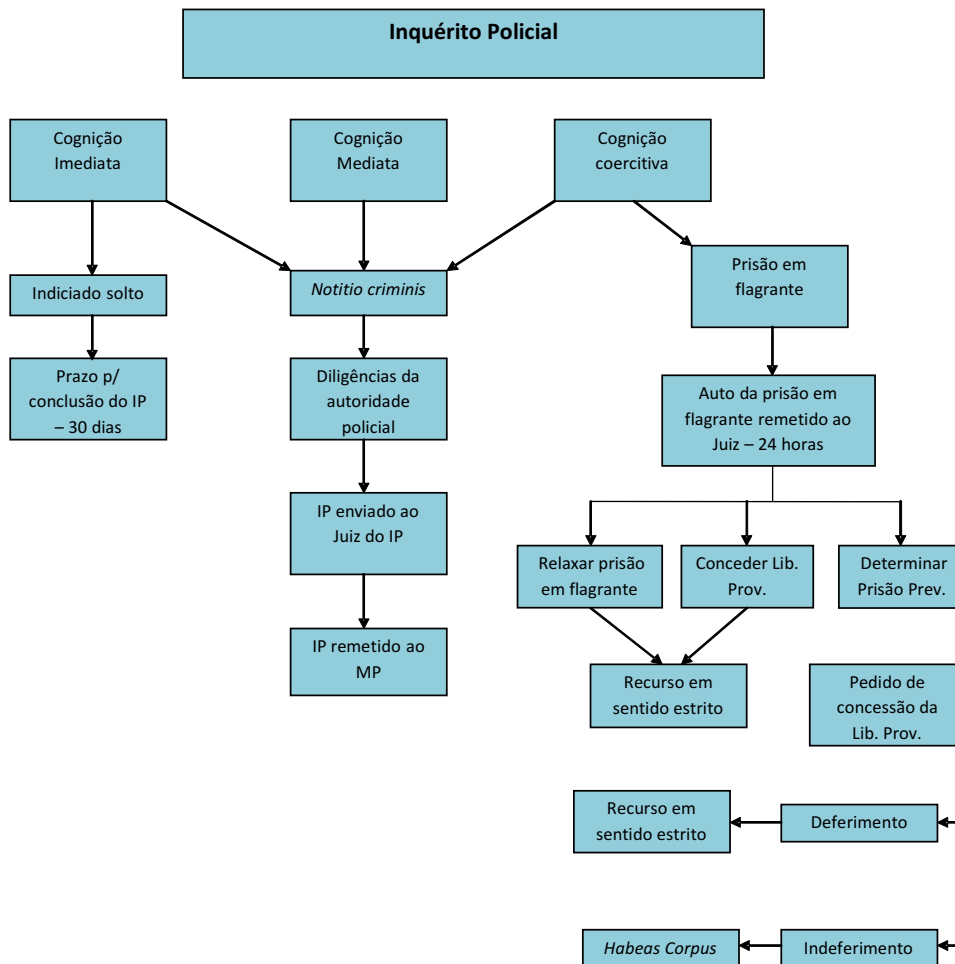 Inquérito Policial
Cognição
Imediata
Cognição
Mediata
Cognição
coercitiva
Indiciado solto
Notitio criminis
Prisão em
flagrante
Prazo p/
conclusão do IP
– 30 dias
Diligências da
autoridade
policial
Auto da prisão em
flagrante remetido ao
Juiz – 24 horas
IP enviado ao
Juiz do IP
Relaxar prisão
em flagrante
Conceder Lib.
Prov.
Determinar
Prisão Prev.
IP remetido ao
MP
Recurso em
sentido estrito
Pedido de
concessão da
Lib. Prov.
Recurso em
sentido estrito
Deferimento
Habeas Corpus
Indeferimento